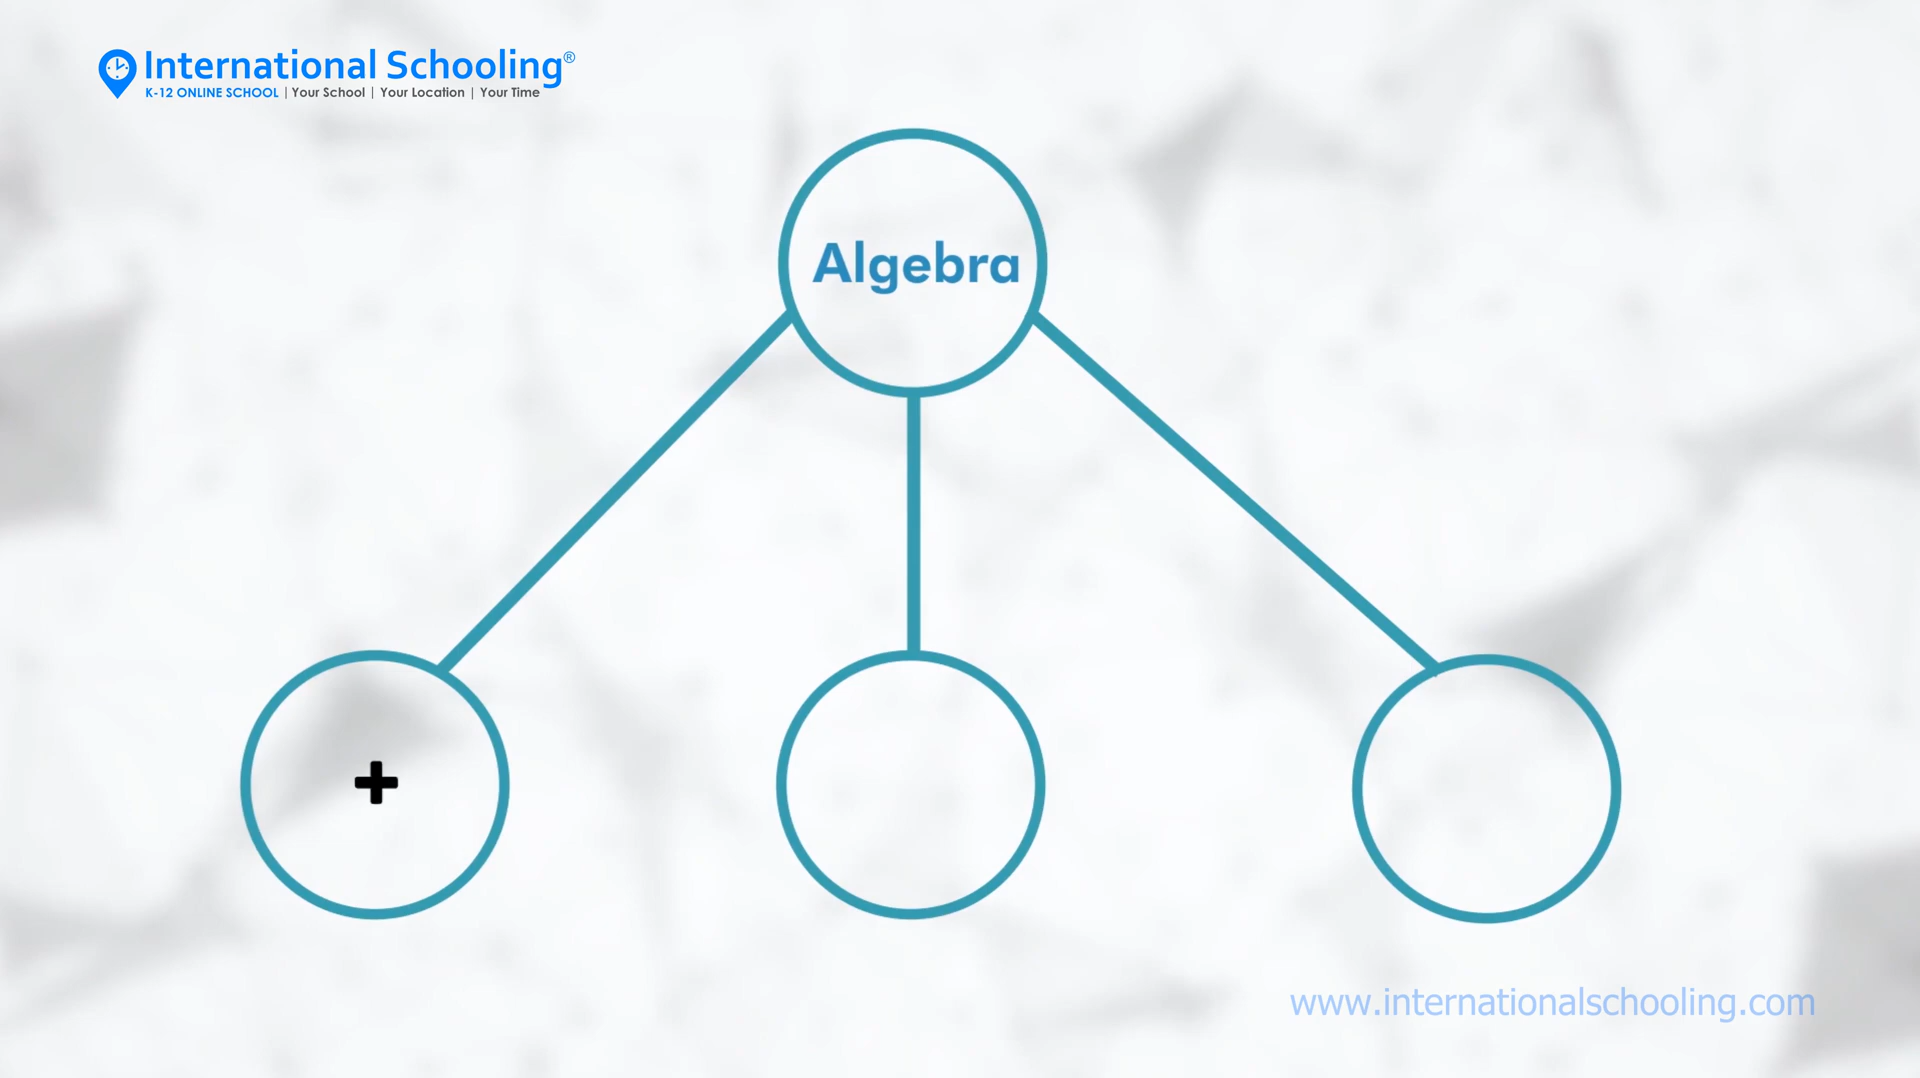 International Schooling®
K-12 ONLINE SCHOOL | Your School | Your Location | Your Time
Algebra
+
www.internationalschooling.com